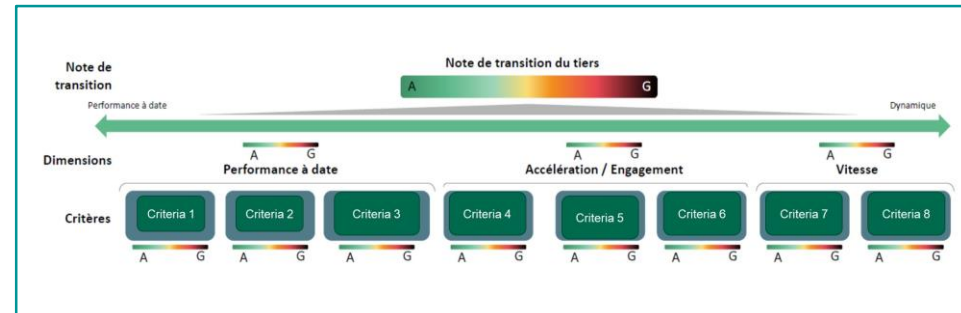 Note de transition du tiers
Note de
transition
A G
Performance à date Dynamique
Dimensions
A G A G A G
Performance à date Accélération / Engagement Vitesse
Critères
Criteria 1 Criteria 2 Criteria 3 Criteria 4 Criteria 5 Criteria 6 Criteria 7 Criteria 8
A G A G A G A G A G A G A G A G